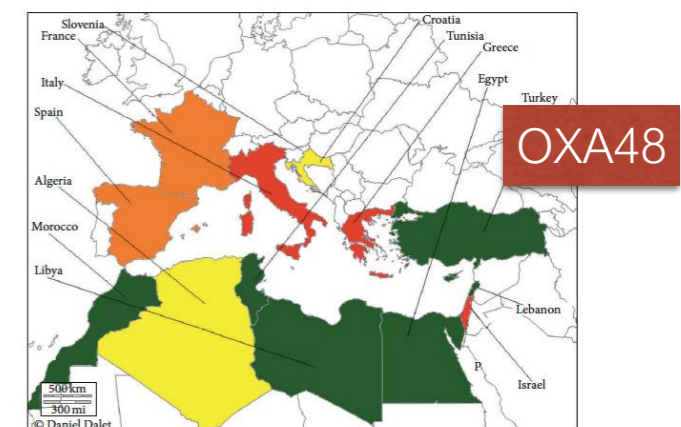 Slovenia
France
Italy
Spain
Algeria
Morocco
Libya
Croatia
Tunisia
Greece
Egypt
Turkey
OXA48
Lebanon
Israel
P
500 km
300 mi
© Daniel Dalet